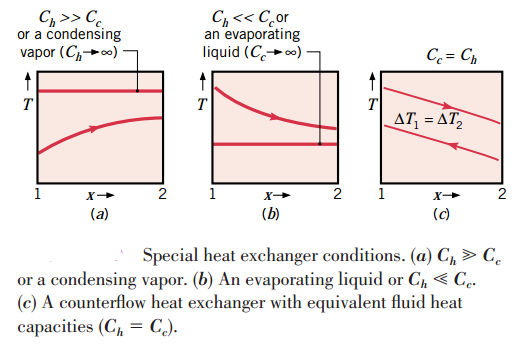 C_h >> C_c
or a condensing
vapor (C_h→∞)
C_h << C_c or
an evaporating
liquid (C_c→∞)
C_c = C_h
T
1
x→
2
(a)
T
1
x→
2
(b)
T
ΔT₁ = ΔT₂
1
x→
2
(c)
Special heat exchanger conditions. (a) C_h ≫ C_c
or a condensing vapor. (b) An evaporating liquid or C_h ≪ C_c.
(c) A counterflow heat exchanger with equivalent fluid heat
capacities (C_h = C_c).